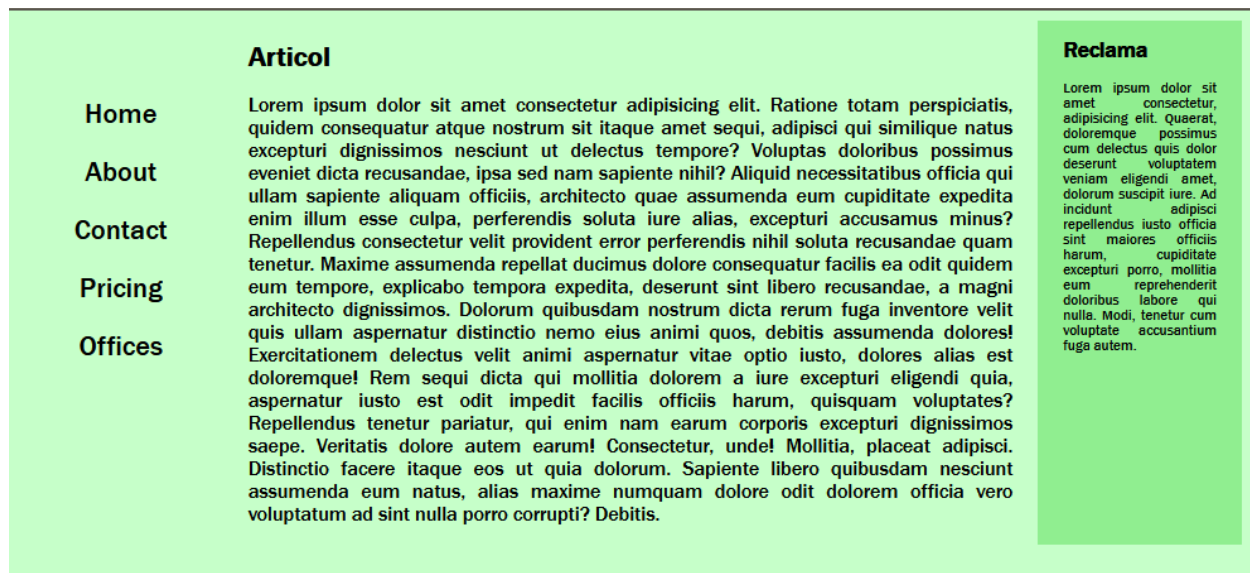 Home
About
Contact
Pricing
Offices
Articol
Lorem ipsum dolor sit amet consectetur adipisicing elit. Ratione totam perspiciatis,
quidem consequatur atque nostrum sit itaque amet sequi, adipisci qui similique natus
excepturi dignissimos nesciunt ut delectus tempore? Voluptas doloribus possimus
eveniet dicta recusandae, ipsa sed nam sapiente nihil? Aliquid necessitatibus officia qui
ullam sapiente aliquam officiis, architecto quae assumenda eum cupiditate expedita
enim illum esse culpa, perferendis soluta iure alias, excepturi accusamus minus?
Repellendus consectetur velit provident error perferendis nihil soluta recusandae quam
tenetur. Maxime assumenda repellat ducimus dolore consequatur facilis ea odit quidem
eum tempore, explicabo tempora expedita, deserunt sint libero recusandae, a magni
architecto dignissimos. Dolorum quibusdam nostrum dicta rerum fuga inventore velit
quis ullam aspernatur distinctio nemo eius animi quos, debitis assumenda dolores!
Exercitationem delectus velit animi aspernatur vitae optio iusto, dolores alias est
doloremque! Rem sequi dicta qui mollitia dolorem a iure excepturi eligendi quia,
aspernatur iusto est odit impedit facilis officiis harum, quisquam voluptates?
Repellendus tenetur pariatur, qui enim nam earum corporis excepturi dignissimos
saepe. Veritatis dolore autem earum! Consectetur, unde! Mollitia, placeat adipisci.
Distinctio facere itaque eos ut quia dolorum. Sapiente libero quibusdam nesciunt
assumenda eum natus, alias maxime numquam dolore odit dolorem officia vero
voluptatum ad sint nulla porro corrupti? Debitis.
Reclama
Lorem ipsum dolor sit
amet consectetur,
adipisicing elit. Quaerat,
doloremque possimus
cum delectus quis dolor
deserunt voluptatem
veniam eligendi amet,
dolorum suscipit iure. Ad
incidunt adipisci
repellendus iusto officia
sint maiores officiis
harum, cupiditate
excepturi porro, mollitia
eum reprehenderit
doloribus labore qui
nulla. Modi, tenetur cum
voluptate accusantium
fuga autem.